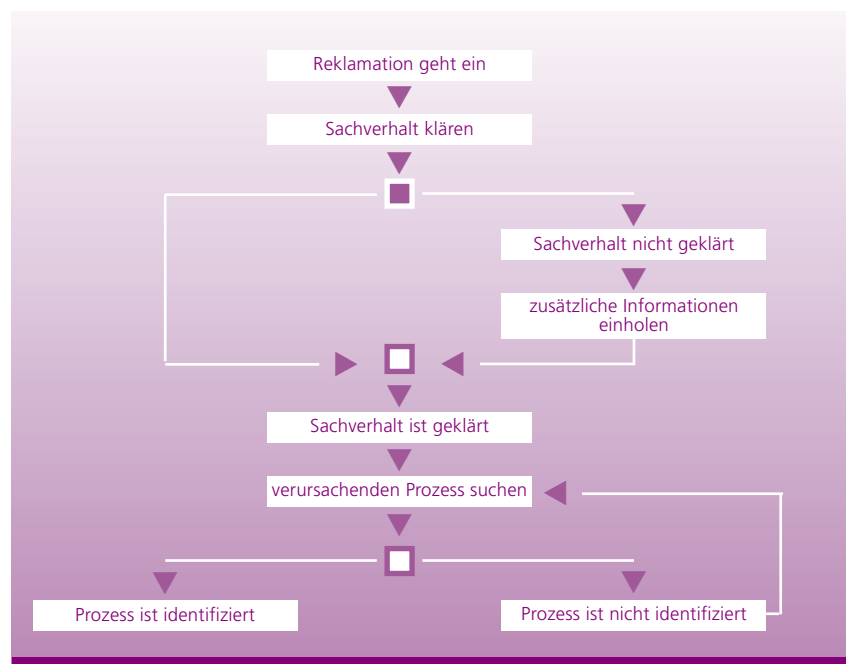 Reklamation geht ein
Sachverhalt klären
Sachverhalt nicht geklärt
zusätzliche Informationen
einholen
Sachverhalt ist geklärt
verursachenden Prozess suchen
Prozess ist identifiziert
Prozess ist nicht identifiziert